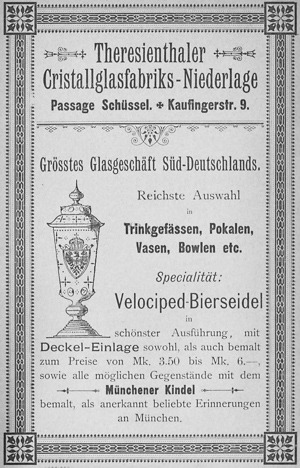 Theresienthaler
Cristallglasfabriks-Niederlage
Passage Schüssel. ✢ Kaufingerstr. 9.
Grösstes Glasgeschäft Süd-Deutschlands.
Reichste Auswahl
in
Trinkgefässen, Pokalen,
Vasen, Bowlen etc.
Specialität:
Velociped-Bierseidel
in
schönster Ausführung, mit
Deckel-Einlage sowohl, als auch bemalt
zum Preise von Mk. 3.50 bis Mk. 6.—,
sowie alle möglichen Gegenstände mit dem
Münchener Kindel
bemalt, als anerkannt beliebte Erinnerungen
an München.